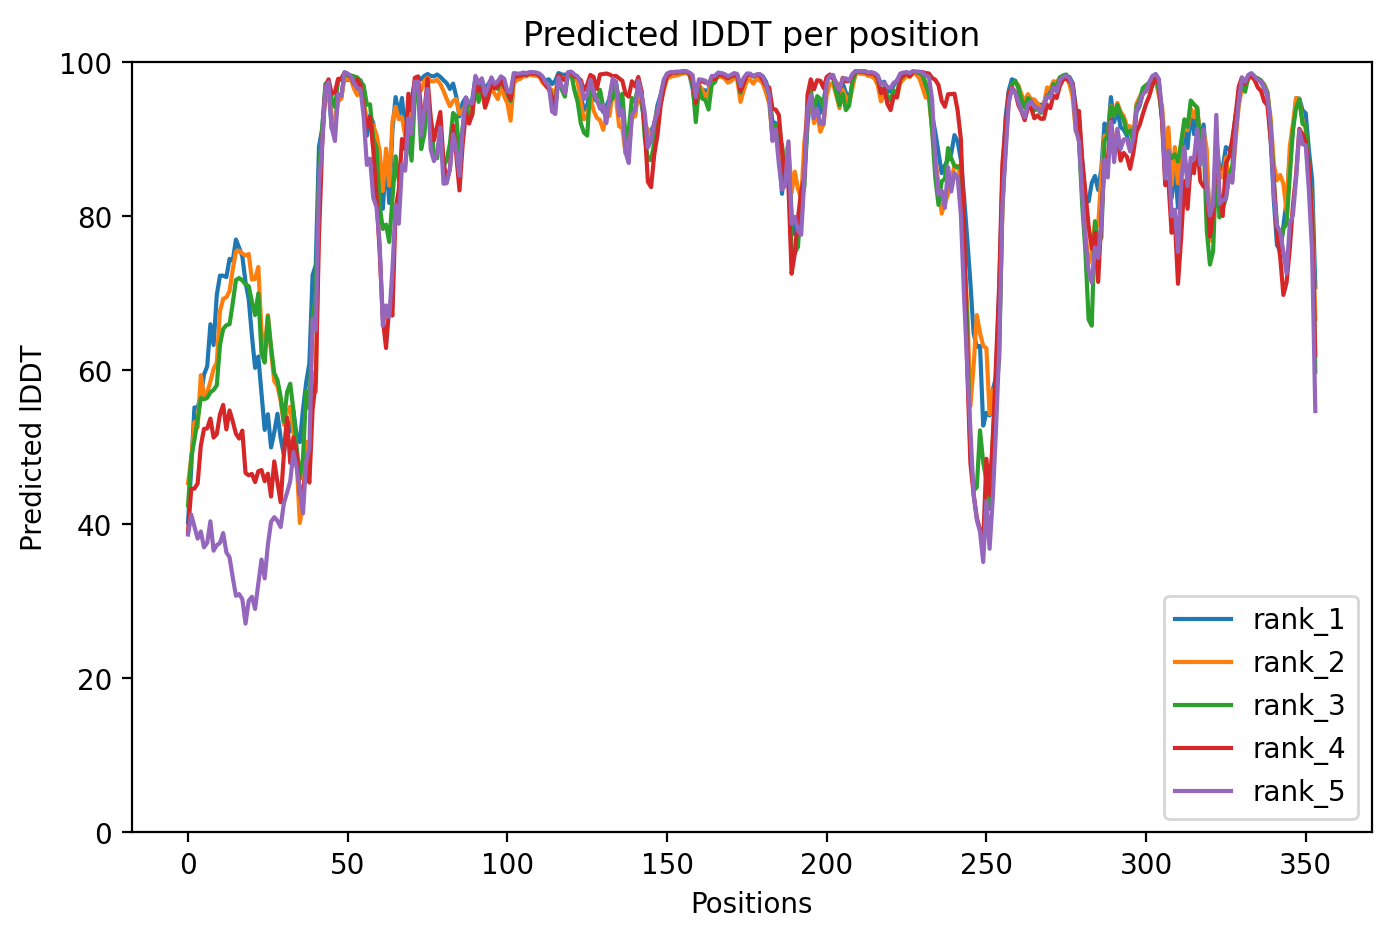 Predicted lDDT per position
100
80
60
40
20
0
Predicted lDDT
0 50 100 150 200 250 300 350
Positions
rank_1
rank_2
rank_3
rank_4
rank_5